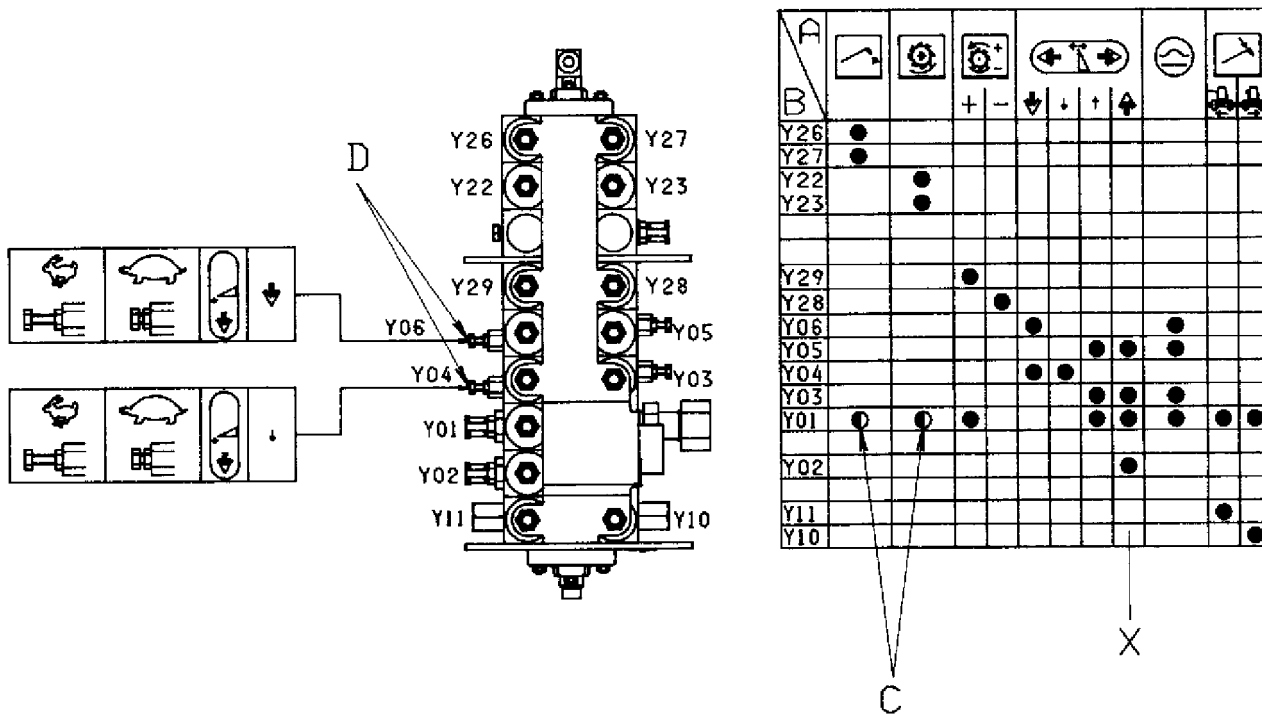 Y26 Y27
D
Y22 Y23
Y29 Y28
Y06 Y05
Y04 Y03
Y01
Y02
Y11 Y10
A
B
+ − + −
Y26
Y27
Y22
Y23
Y29
Y28
Y06
Y05
Y04
Y03
Y01
Y02
Y11
Y10
X
C